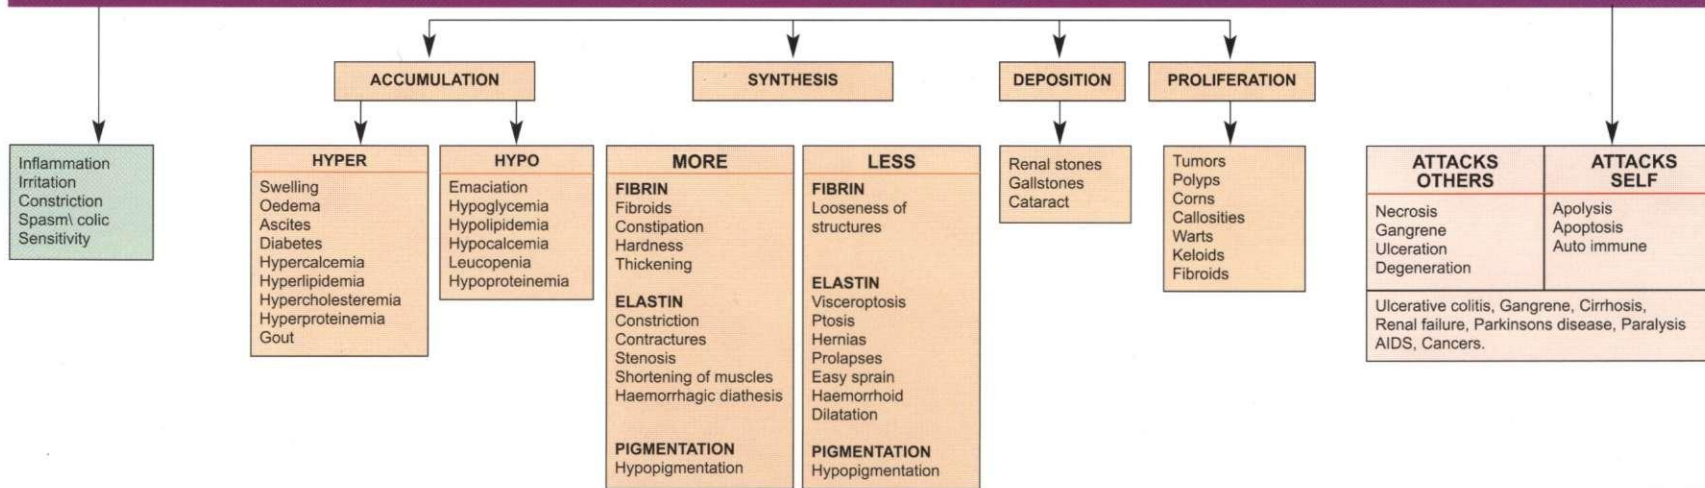 ACCUMULATION
SYNTHESIS
DEPOSITION
PROLIFERATION
Inflammation
Irritation
Constriction
Spasm\ colic
Sensitivity
HYPER
Swelling
Oedema
Ascites
Diabetes
Hypercalcemia
Hyperlipidemia
Hypercholesteremia
Hyperproteinemia
Gout
HYPO
Emaciation
Hypoglycemia
Hypolipidemia
Hypocalcemia
Leucopenia
Hypoproteinemia
MORE
FIBRIN
Fibroids
Constipation
Hardness
Thickening
ELASTIN
Constriction
Contractures
Stenosis
Shortening of muscles
Haemorrhagic diathesis
PIGMENTATION
Hypopigmentation
LESS
FIBRIN
Looseness of
structures
ELASTIN
Visceroptosis
Ptosis
Hernias
Prolapses
Easy sprain
Haemorrhoid
Dilatation
PIGMENTATION
Hypopigmentation
Renal stones
Gallstones
Cataract
Tumors
Polyps
Corns
Callosities
Warts
Keloids
Fibroids
ATTACKS
OTHERS
Necrosis
Gangrene
Ulceration
Degeneration
ATTACKS
SELF
Apolysis
Apoptosis
Auto immune
Ulcerative colitis, Gangrene, Cirrhosis,
Renal failure, Parkinsons disease, Paralysis
AIDS, Cancers.